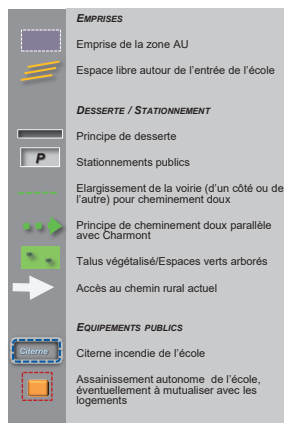 EMPRISES
Emprise de la zone AU
Espace libre autour de l'entrée de l'école
DESSERTE / STATIONNEMENT
Principe de desserte
P
Stationnements publics
Elargissement de la voirie (d'un côté ou de
l'autre) pour cheminement doux
Principe de cheminement doux parallèle
avec Charmont
Talus végétalisé/Espaces verts arborés
Accès au chemin rural actuel
EQUIPEMENTS PUBLICS
Citerne
Citerne incendie de l'école
Assainissement autonome de l'école,
éventuellement à mutualiser avec les
logements